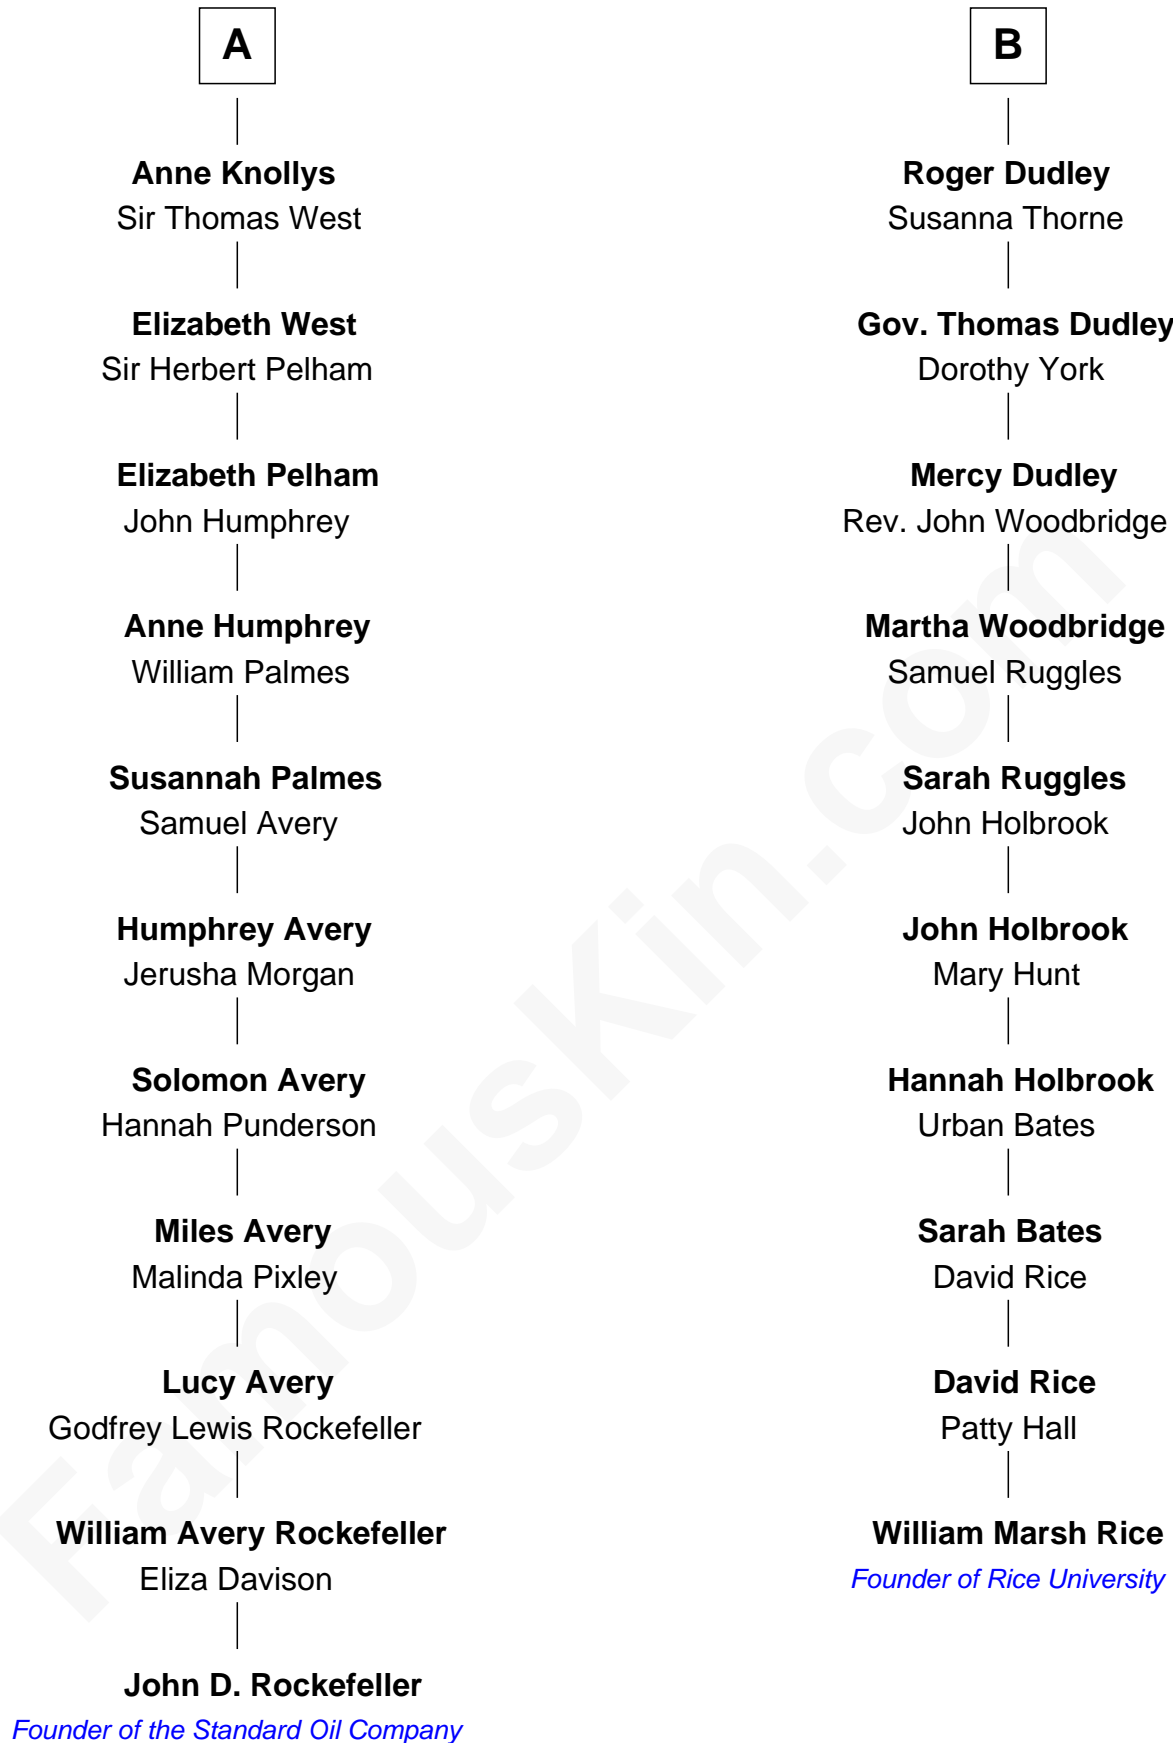 A
Anne Knollys
Sir Thomas West
Elizabeth West
Sir Herbert Pelham
Elizabeth Pelham
John Humphrey
Anne Humphrey
William Palmes
Susannah Palmes
Samuel Avery
Humphrey Avery
Jerusha Morgan
Solomon Avery
Hannah Punderson
Miles Avery
Malinda Pixley
Lucy Avery
Godfrey Lewis Rockefeller
William Avery Rockefeller
Eliza Davison
John D. Rockefeller
Founder of the Standard Oil Company
B
Roger Dudley
Susanna Thorne
Gov. Thomas Dudley
Dorothy York
Mercy Dudley
Rev. John Woodbridge
Martha Woodbridge
Samuel Ruggles
Sarah Ruggles
John Holbrook
John Holbrook
Mary Hunt
Hannah Holbrook
Urban Bates
Sarah Bates
David Rice
David Rice
Patty Hall
William Marsh Rice
Founder of Rice University
FamousKin.com